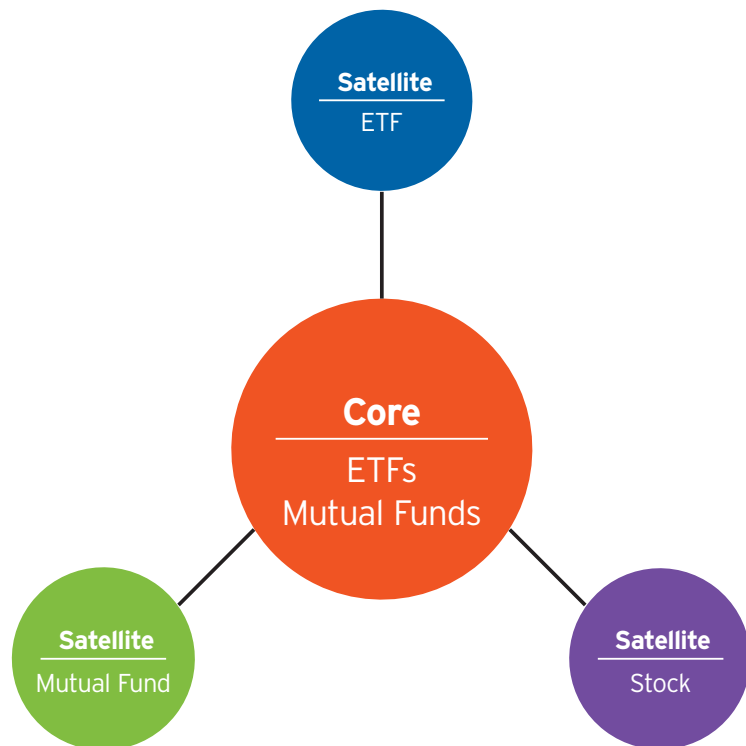 Satellite
ETF
Core
ETFs
Mutual Funds
Satellite
Mutual Fund
Satellite
Stock